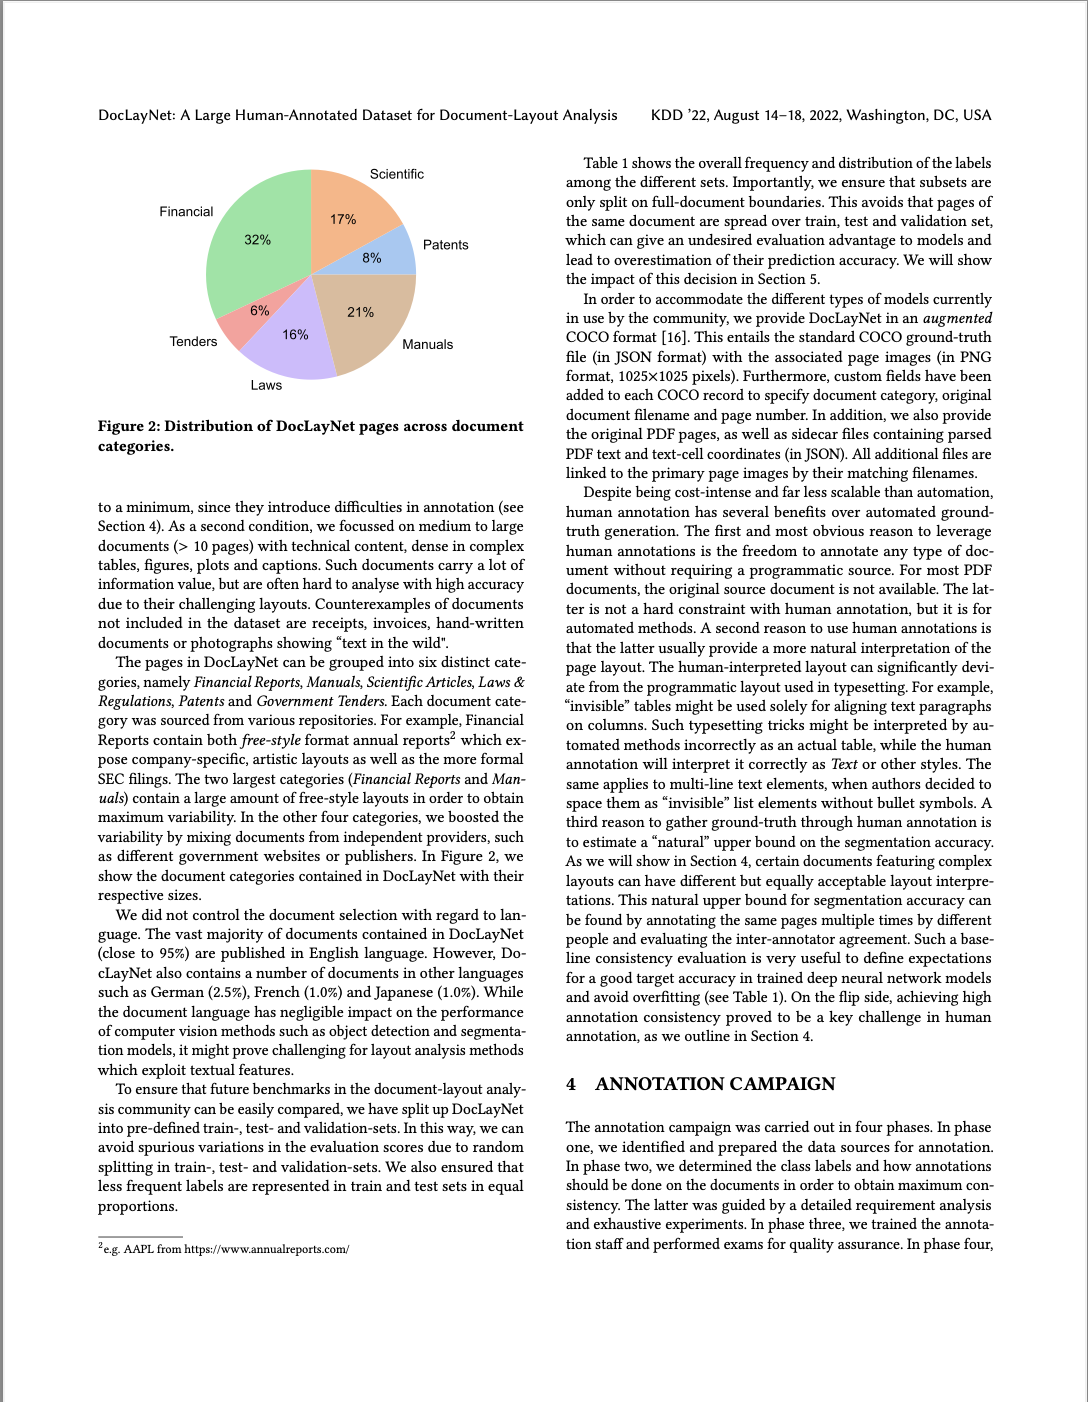 DocLayNet: A Large Human-Annotated Dataset for Document-Layout Analysis KDD ’22, August 14–18, 2022, Washington, DC, USA
Scientific
Financial
17%
32%
Patents
8%
6%
21%
16%
Tenders
Manuals
Laws
Figure 2: Distribution of DocLayNet pages across document
categories.
to a minimum, since they introduce difficulties in annotation (see
Section 4). As a second condition, we focussed on medium to large
documents (> 10 pages) with technical content, dense in complex
tables, figures, plots and captions. Such documents carry a lot of
information value, but are often hard to analyse with high accuracy
due to their challenging layouts. Counterexamples of documents
not included in the dataset are receipts, invoices, hand-written
documents or photographs showing “text in the wild".
The pages in DocLayNet can be grouped into six distinct cate-
gories, namely Financial Reports, Manuals, Scientific Articles, Laws &
Regulations, Patents and Government Tenders. Each document cate-
gory was sourced from various repositories. For example, Financial
Reports contain both free-style format annual reports2 which ex-
pose company-specific, artistic layouts as well as the more formal
SEC filings. The two largest categories (Financial Reports and Man-
uals) contain a large amount of free-style layouts in order to obtain
maximum variability. In the other four categories, we boosted the
variability by mixing documents from independent providers, such
as different government websites or publishers. In Figure 2, we
show the document categories contained in DocLayNet with their
respective sizes.
We did not control the document selection with regard to lan-
guage. The vast majority of documents contained in DocLayNet
(close to 95%) are published in English language. However, Do-
cLayNet also contains a number of documents in other languages
such as German (2.5%), French (1.0%) and Japanese (1.0%). While
the document language has negligible impact on the performance
of computer vision methods such as object detection and segmenta-
tion models, it might prove challenging for layout analysis methods
which exploit textual features.
To ensure that future benchmarks in the document-layout analy-
sis community can be easily compared, we have split up DocLayNet
into pre-defined train-, test- and validation-sets. In this way, we can
avoid spurious variations in the evaluation scores due to random
splitting in train-, test- and validation-sets. We also ensured that
less frequent labels are represented in train and test sets in equal
proportions.
2e.g. AAPL from https://www.annualreports.com/
Table 1 shows the overall frequency and distribution of the labels
among the different sets. Importantly, we ensure that subsets are
only split on full-document boundaries. This avoids that pages of
the same document are spread over train, test and validation set,
which can give an undesired evaluation advantage to models and
lead to overestimation of their prediction accuracy. We will show
the impact of this decision in Section 5.
In order to accommodate the different types of models currently
in use by the community, we provide DocLayNet in an augmented
COCO format [16]. This entails the standard COCO ground-truth
file (in JSON format) with the associated page images (in PNG
format, 1025×1025 pixels). Furthermore, custom fields have been
added to each COCO record to specify document category, original
document filename and page number. In addition, we also provide
the original PDF pages, as well as sidecar files containing parsed
PDF text and text-cell coordinates (in JSON). All additional files are
linked to the primary page images by their matching filenames.
Despite being cost-intense and far less scalable than automation,
human annotation has several benefits over automated ground-
truth generation. The first and most obvious reason to leverage
human annotations is the freedom to annotate any type of doc-
ument without requiring a programmatic source. For most PDF
documents, the original source document is not available. The lat-
ter is not a hard constraint with human annotation, but it is for
automated methods. A second reason to use human annotations is
that the latter usually provide a more natural interpretation of the
page layout. The human-interpreted layout can significantly devi-
ate from the programmatic layout used in typesetting. For example,
“invisible” tables might be used solely for aligning text paragraphs
on columns. Such typesetting tricks might be interpreted by au-
tomated methods incorrectly as an actual table, while the human
annotation will interpret it correctly as Text or other styles. The
same applies to multi-line text elements, when authors decided to
space them as “invisible” list elements without bullet symbols. A
third reason to gather ground-truth through human annotation is
to estimate a “natural” upper bound on the segmentation accuracy.
As we will show in Section 4, certain documents featuring complex
layouts can have different but equally acceptable layout interpre-
tations. This natural upper bound for segmentation accuracy can
be found by annotating the same pages multiple times by different
people and evaluating the inter-annotator agreement. Such a base-
line consistency evaluation is very useful to define expectations
for a good target accuracy in trained deep neural network models
and avoid overfitting (see Table 1). On the flip side, achieving high
annotation consistency proved to be a key challenge in human
annotation, as we outline in Section 4.
4 ANNOTATION CAMPAIGN
The annotation campaign was carried out in four phases. In phase
one, we identified and prepared the data sources for annotation.
In phase two, we determined the class labels and how annotations
should be done on the documents in order to obtain maximum con-
sistency. The latter was guided by a detailed requirement analysis
and exhaustive experiments. In phase three, we trained the annota-
tion staff and performed exams for quality assurance. In phase four,